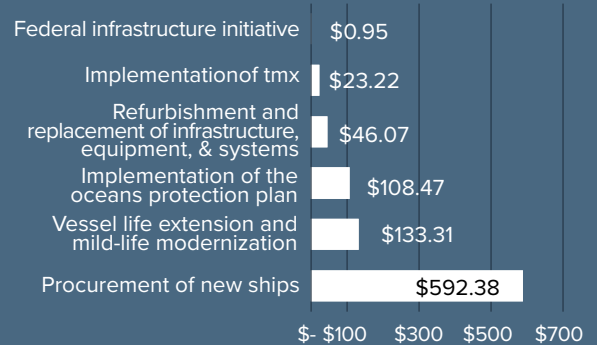 Federal infrastructure initiative $0.95
Implementationof tmx $23.22
Refurbishment and
replacement of infrastructure,
equipment, & systems $46.07
Implementation of the
oceans protection plan $108.47
Vessel life extension and
mild-life modernization $133.31
Procurement of new ships $592.38
$- $100 $300 $500 $700